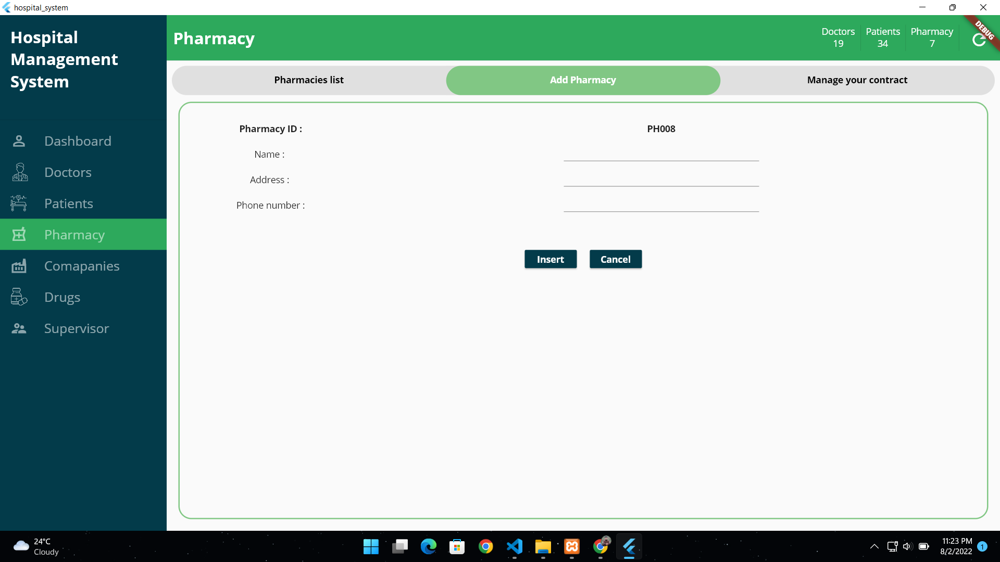 hospital_system
Hospital
Management
System
Dashboard
Doctors
Patients
Pharmacy
Comapanies
Drugs
Supervisor
Pharmacy
Doctors
19
Patients
34
Pharmacy
7
DEBUG
Pharmacies list
Add Pharmacy
Manage your contract
Pharmacy ID :
PH008
Name :
Address :
Phone number :
Insert
Cancel
24°C
Cloudy
11:23 PM
8/2/2022
1